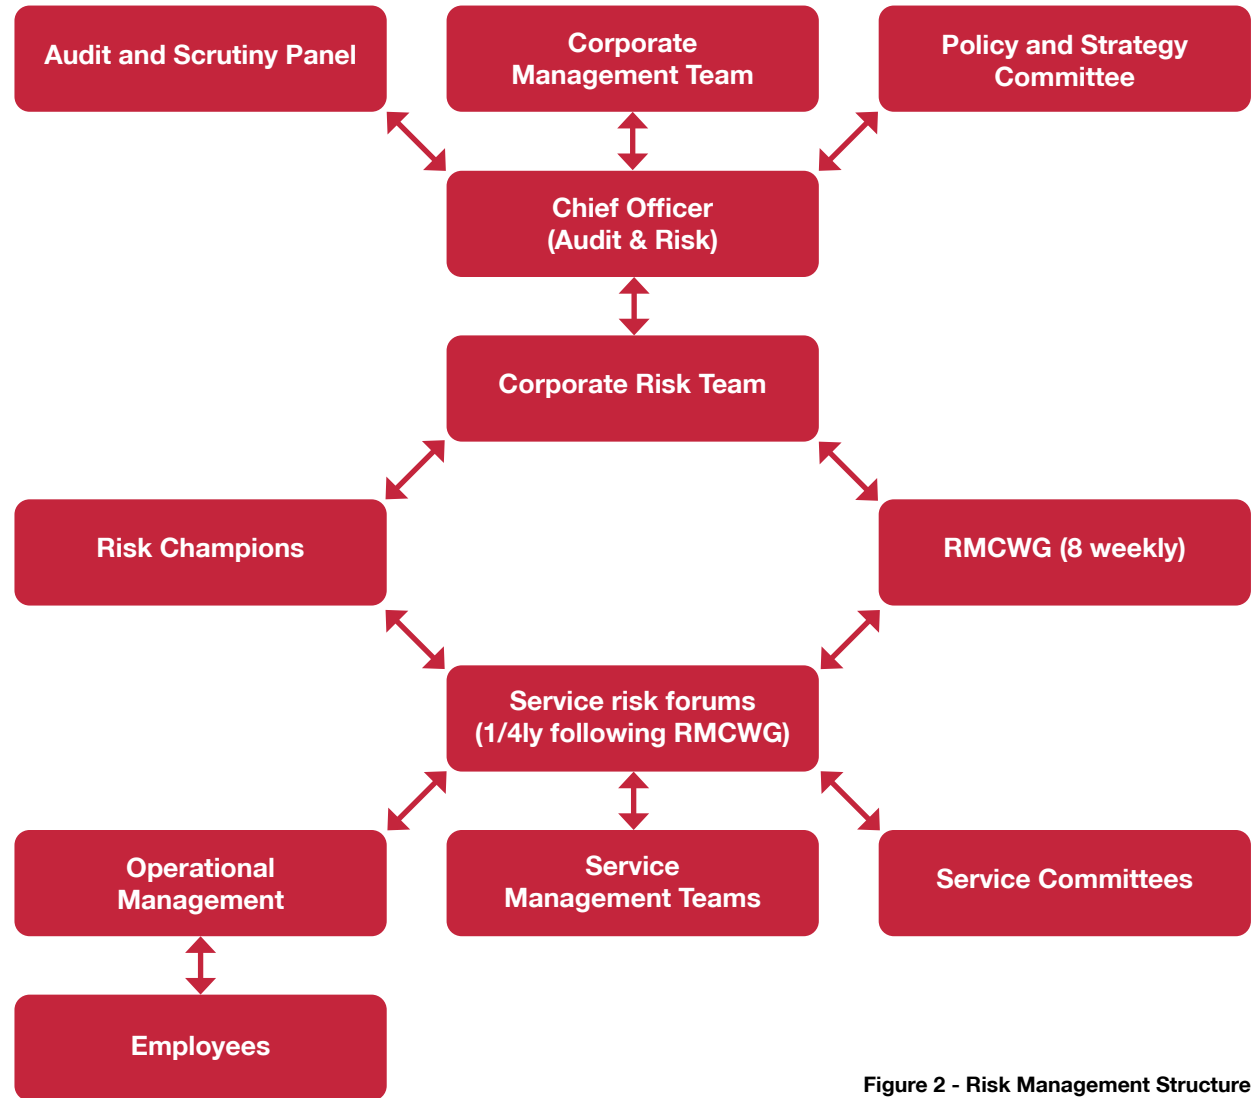 Audit and Scrutiny Panel
Corporate
Management Team
Policy and Strategy
Committee
Chief Officer
(Audit & Risk)
Corporate Risk Team
Risk Champions
RMCWG (8 weekly)
Service risk forums
(1/4ly following RMCWG)
Operational
Management
Service
Management Teams
Service Committees
Employees
Figure 2 - Risk Management Structure